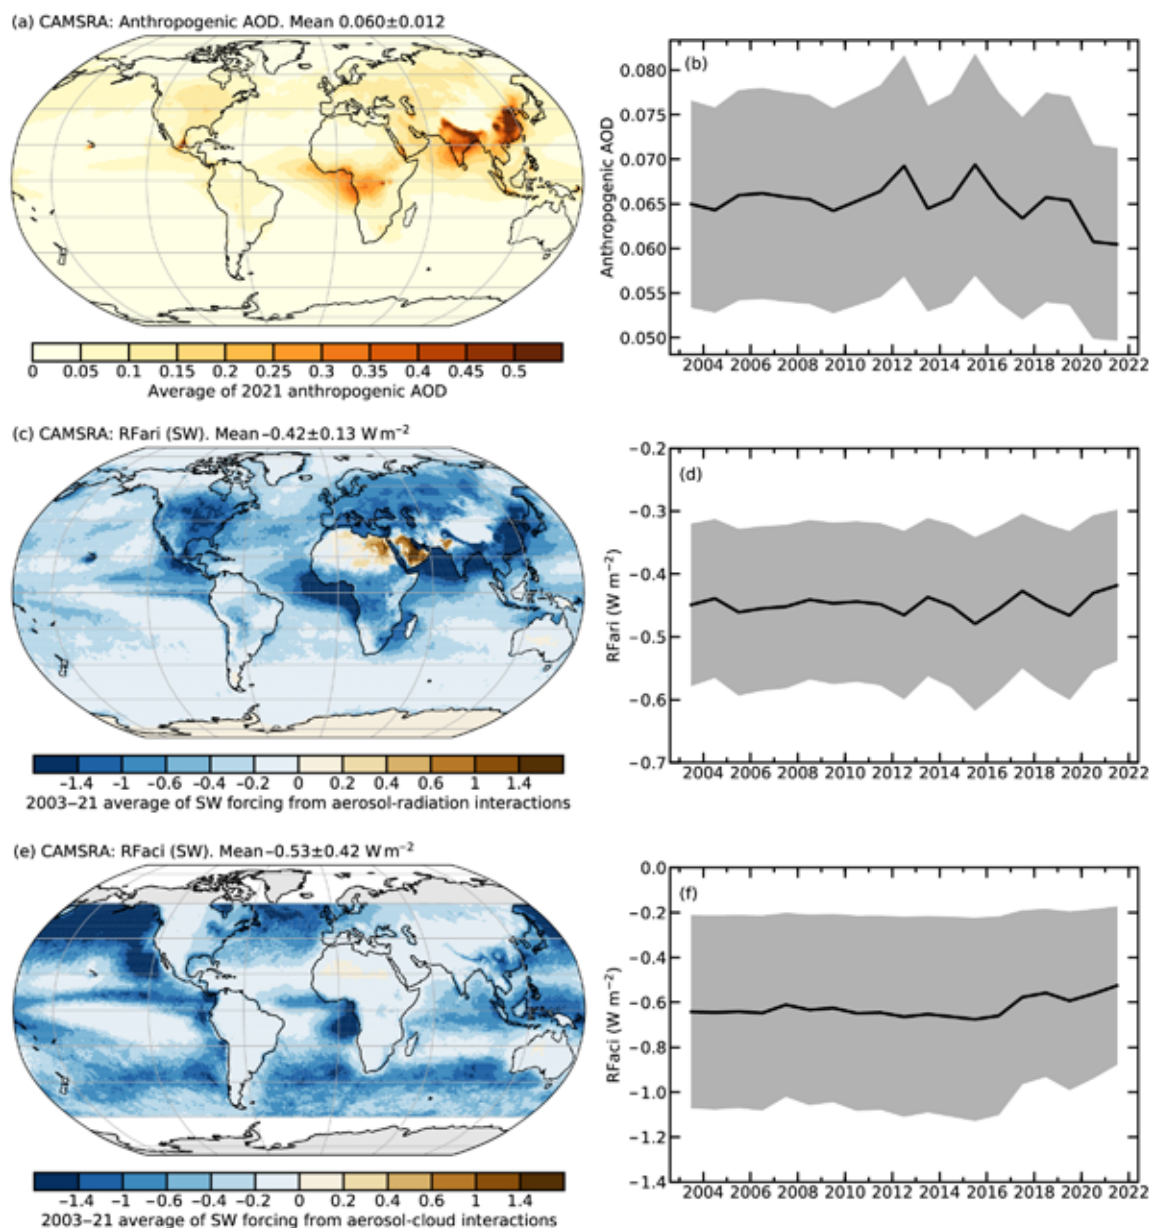 (a) CAMSRA: Anthropogenic AOD. Mean 0.060±0.012
0 0.05 0.1 0.15 0.2 0.25 0.3 0.35 0.4 0.45 0.5
Average of 2021 anthropogenic AOD
(b)
Anthropogenic AOD
0.080
0.075
0.070
0.065
0.060
0.055
0.050
2004 2006 2008 2010 2012 2014 2016 2018 2020 2022
(c) CAMSRA: RFari (SW). Mean –0.42±0.13 W m⁻²
–1.4 –1 –0.6 –0.4 –0.2 0 0.2 0.4 0.6 1 1.4
2003–21 average of SW forcing from aerosol-radiation interactions
(d)
RFari (W m⁻²)
–0.2
–0.3
–0.4
–0.5
–0.6
–0.7
2004 2006 2008 2010 2012 2014 2016 2018 2020 2022
(e) CAMSRA: RFaci (SW). Mean –0.53±0.42 W m⁻²
–1.4 –1 –0.6 –0.4 –0.2 0 0.2 0.4 0.6 1 1.4
2003–21 average of SW forcing from aerosol-cloud interactions
(f)
RFaci (W m⁻²)
0.0
–0.2
–0.4
–0.6
–0.8
–1.0
–1.2
–1.4
2004 2006 2008 2010 2012 2014 2016 2018 2020 2022